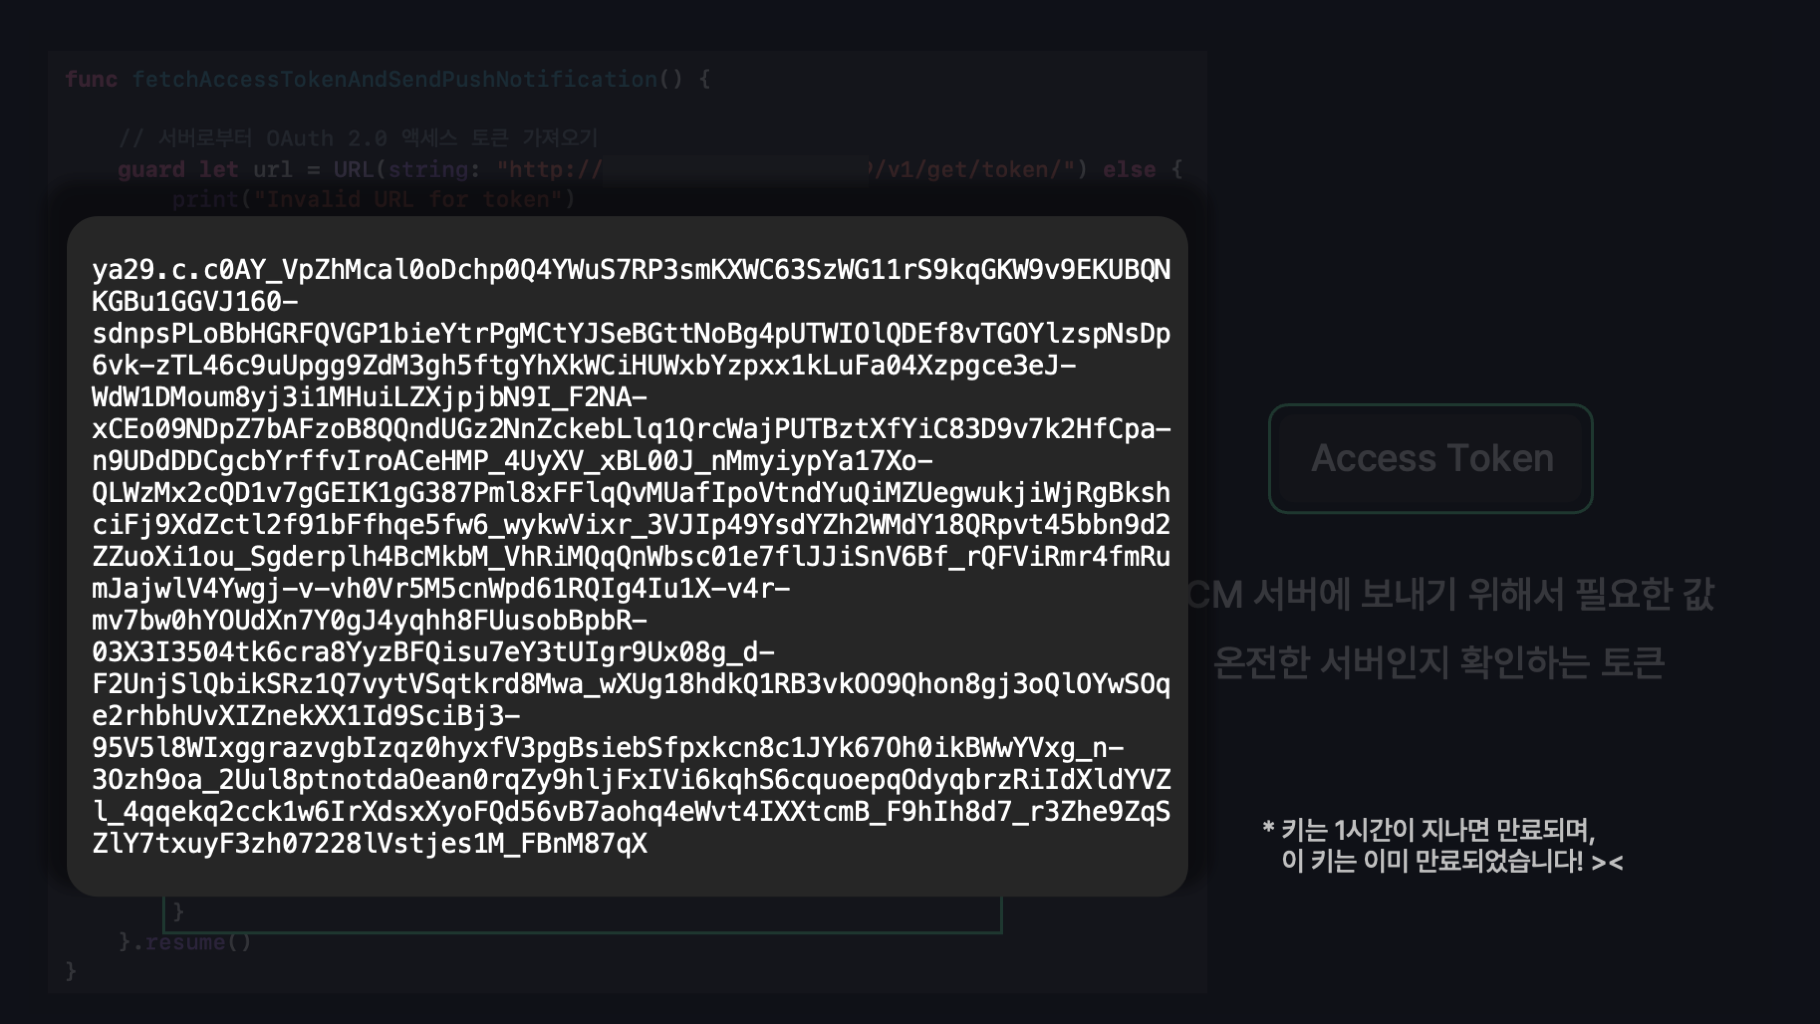 func fetchAccessTokenAndSendPushNotification() {
// 서버로부터 OAuth 2.0 액세스 토큰 가져오기
guard let url = URL(string: "http:// /v1/get/token/") else {
print("Invalid URL for token")
ya29.c.c0AY_VpZhMcal0oDchp0Q4YWuS7RP3smKXWC63SzWG11rS9kqGKW9v9EKUBQN
KGBu1GGVJ160-
sdnpsPLoBbHGRFQVGP1bieYtrPgMCtYJSeBGttNoBg4pUTWIOlQDEf8vTGOYlzspNsDp
6vk-zTL46c9uUpgg9ZdM3gh5ftgYhXkWCiHUWxbYzpxx1kLuFa04Xzpgce3eJ-
WdW1DMoum8yj3i1MHuiLZXjpjbN9I_F2NA-
xCEo09NDpZ7bAFzoB8QQndUGz2NnZckebLlq1QrcWajPUTBztXfYiC83D9v7k2HfCpa-
n9UDdDDCgcbYrffvIroACeHMP_4UyXV_xBL00J_nMmyiypYa17Xo-
QLWzMx2cQD1v7gGEIK1gG387Pml8xFFlqQvMUafIpoVtndYuQiMZUegwukjiWjRgBksh
ciFj9XdZctl2f91bFfhqe5fw6_wykwVixr_3VJIp49YsdYZh2WMdY18QRpvt45bbn9d2
ZZuoXi1ou_Sgderplh4BcMkbM_VhRiMQqQnWbsc01e7flJJiSnV6Bf_rQFViRmr4fmRu
mJajwlV4Ywgj-v-vh0Vr5M5cnWpd61RQIg4Iu1X-v4r-
mv7bw0hYOUdXn7Y0gJ4yqhh8FUusobBpbR-
03X3I3504tk6cra8YyzBFQisu7eY3tUIgr9Ux08g_d-
F2UnjSlQbikSRz1Q7vytVSqtkrd8Mwa_wXUg18hdkQ1RB3vkOO9Qhon8gj3oQlOYwSOq
e2rhbhUvXIZnekXX1Id9SciBj3-
95V5l8WIxggrazvgbIzqz0hyxfV3pgBsiebSfpxkcn8c1JYk67Oh0ikBWwYVxg_n-
3Ozh9oa_2Uul8ptnotdaOean0rqZy9hljFxIVi6kqhS6cquoepqOdyqbrzRiIdXldYVZ
l_4qqekq2cck1w6IrXdsxXyoFQd56vB7aohq4eWvt4IXXtcmB_F9hIh8d7_r3Zhe9ZqS
ZlY7txuyF3zh07228lVstjes1M_FBnM87qX
}
}.resume()
}
Access Token
CM 서버에 보내기 위해서 필요한 값
온전한 서버인지 확인하는 토큰
* 키는 1시간이 지나면 만료되며,
이 키는 이미 만료되었습니다! ><